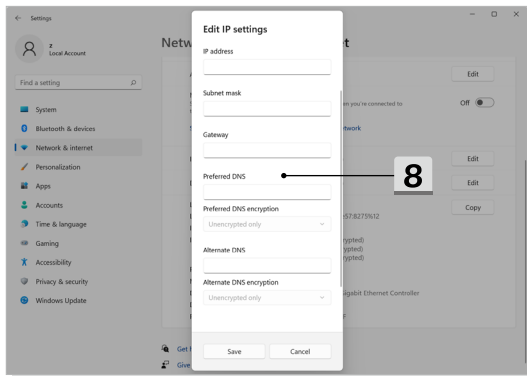 Settings
z
Local Account
Find a setting
System
Bluetooth & devices
Network & internet
Personalization
Apps
Accounts
Time & language
Gaming
Accessibility
Privacy & security
Windows Update
Netw
et
Edit IP settings
IP address
Subnet mask
Gateway
Preferred DNS
Preferred DNS encryption
Unencrypted only
Alternate DNS
Alternate DNS encryption
Unencrypted only
Save
Cancel
Edit
en you're connected to
Off
twork
8
Edit
Edit
Copy
57:8275%12
rypted)
rypted)
rypted)
Gigabit Ethernet Controller
Get
Give